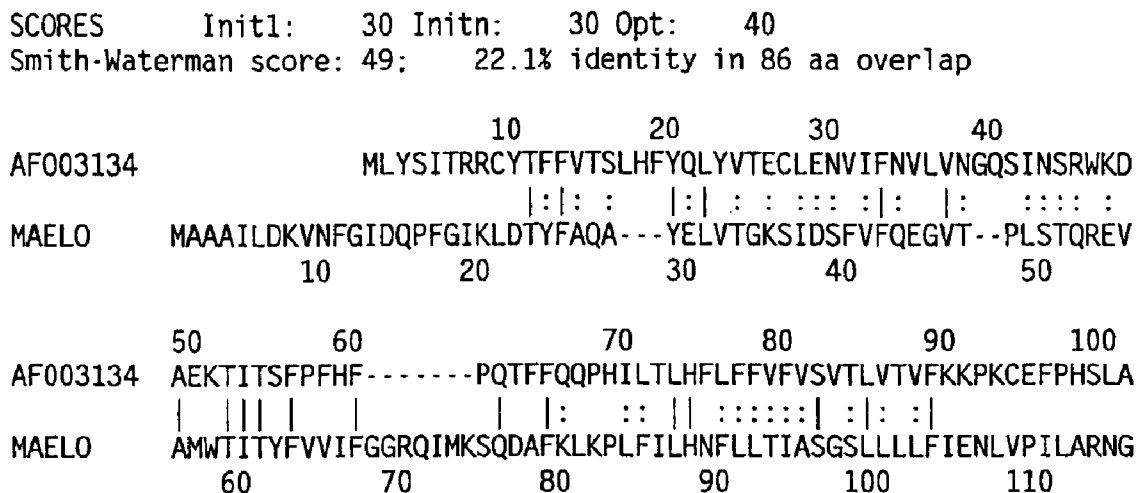 SCORES Init1: 30 Initn: 30 Opt: 40
Smith-Waterman score: 49; 22.1% identity in 86 aa overlap
10 20 30 40
AF003134 MLYSITRRCYTFFVTSLHFYQLYVTECLENVIFNVLVNGQSINSRWKD
|:|: : |:| : : ::: :|: |: :::: :
MAELO MAAAILDKVNFGIDQPFGIKLDTYFAQA---YELVTGKSIDSFVFQEGVT--PLSTQREV
10 20 30 40 50
50 60 70 80 90 100
AF003134 AEKTITSFPFHF-------PQTFFQQPHILTLHFLFFVFVSVTLVTVFKKPKCEFPHSLA
| ||| | | | |: :: || ::::::| :| :|
MAELO AMWTITYFVVIFGGRQIMKSQDAFKLKPLFILHNFLLTIASGSLLLLFIENLVPILARNG
60 70 80 90 100 110